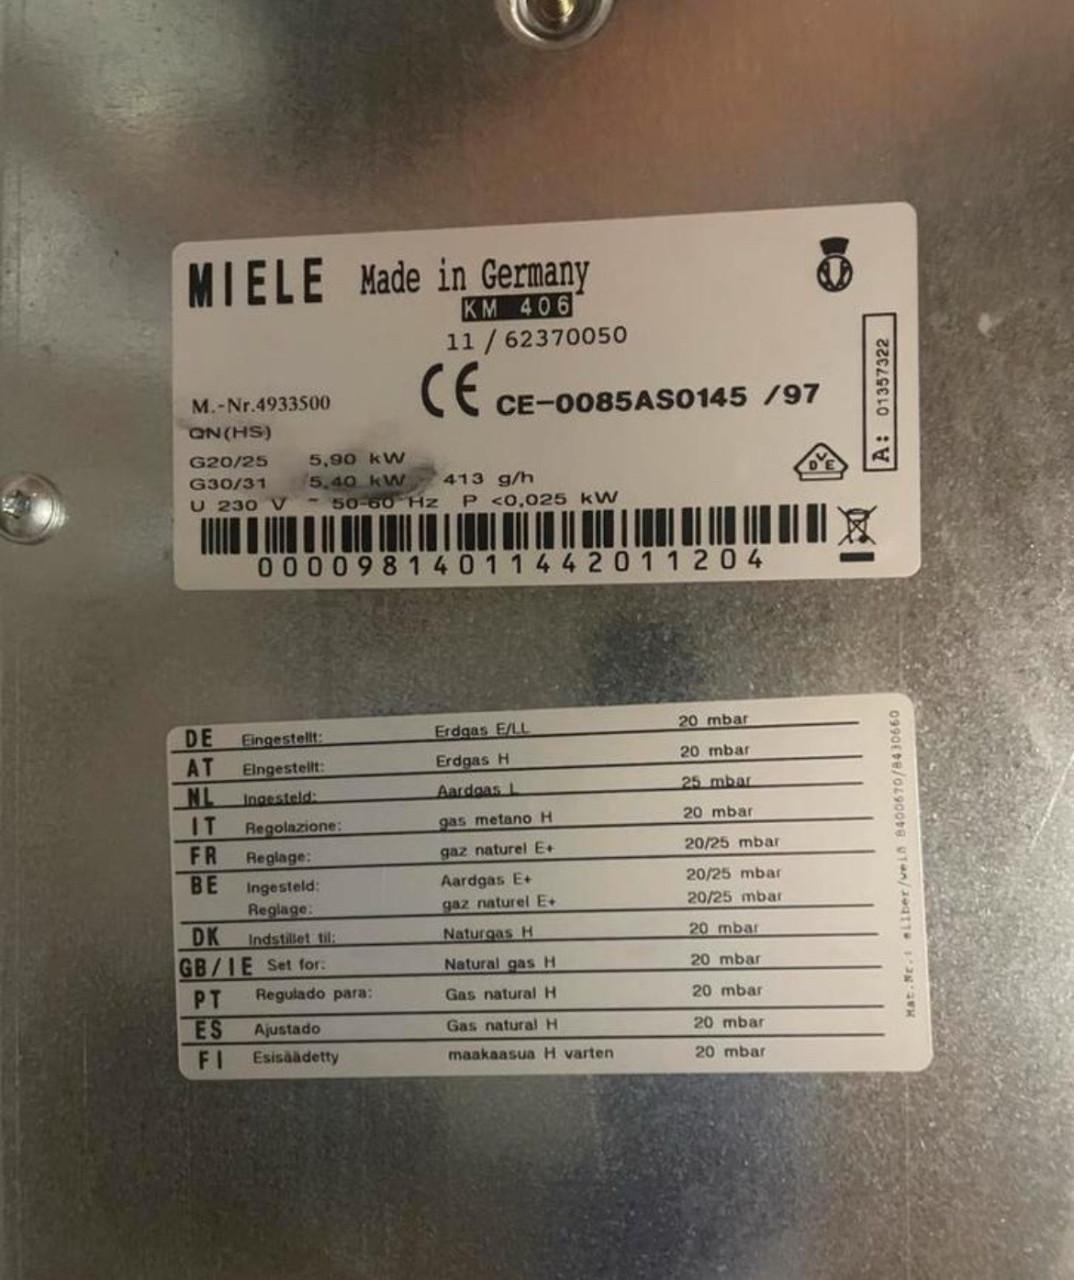 MIELE Made in Germany
KM 406
11 / 62370050
M.-Nr.4933500
CE CE-0085AS0145 /97
QN(HS)
G20/25 5,90 kW
G30/31 5,40 kW 413 g/h
U 230 V ~ 50-60 Hz P <0,025 kW
A: 01357322
DVE
00009814011442011204
DE Eingestellt: Erdgas E/LL 20 mbar
AT Eingestellt: Erdgas H 20 mbar
NL Ingesteld: Aardgas L 25 mbar
IT Regolazione: gas metano H 20 mbar
FR Reglage: gaz naturel E+ 20/25 mbar
BE Ingesteld: Aardgas E+ 20/25 mbar
Reglage: gaz naturel E+ 20/25 mbar
DK Indstillet til: Naturgas H 20 mbar
GB/IE Set for: Natural gas H 20 mbar
PT Regulado para: Gas natural H 20 mbar
ES Ajustado Gas natural H 20 mbar
FI Esisäädetty maakaasua H varten 20 mbar
Mat.Nr.: silber/weiß 8400670/8430660